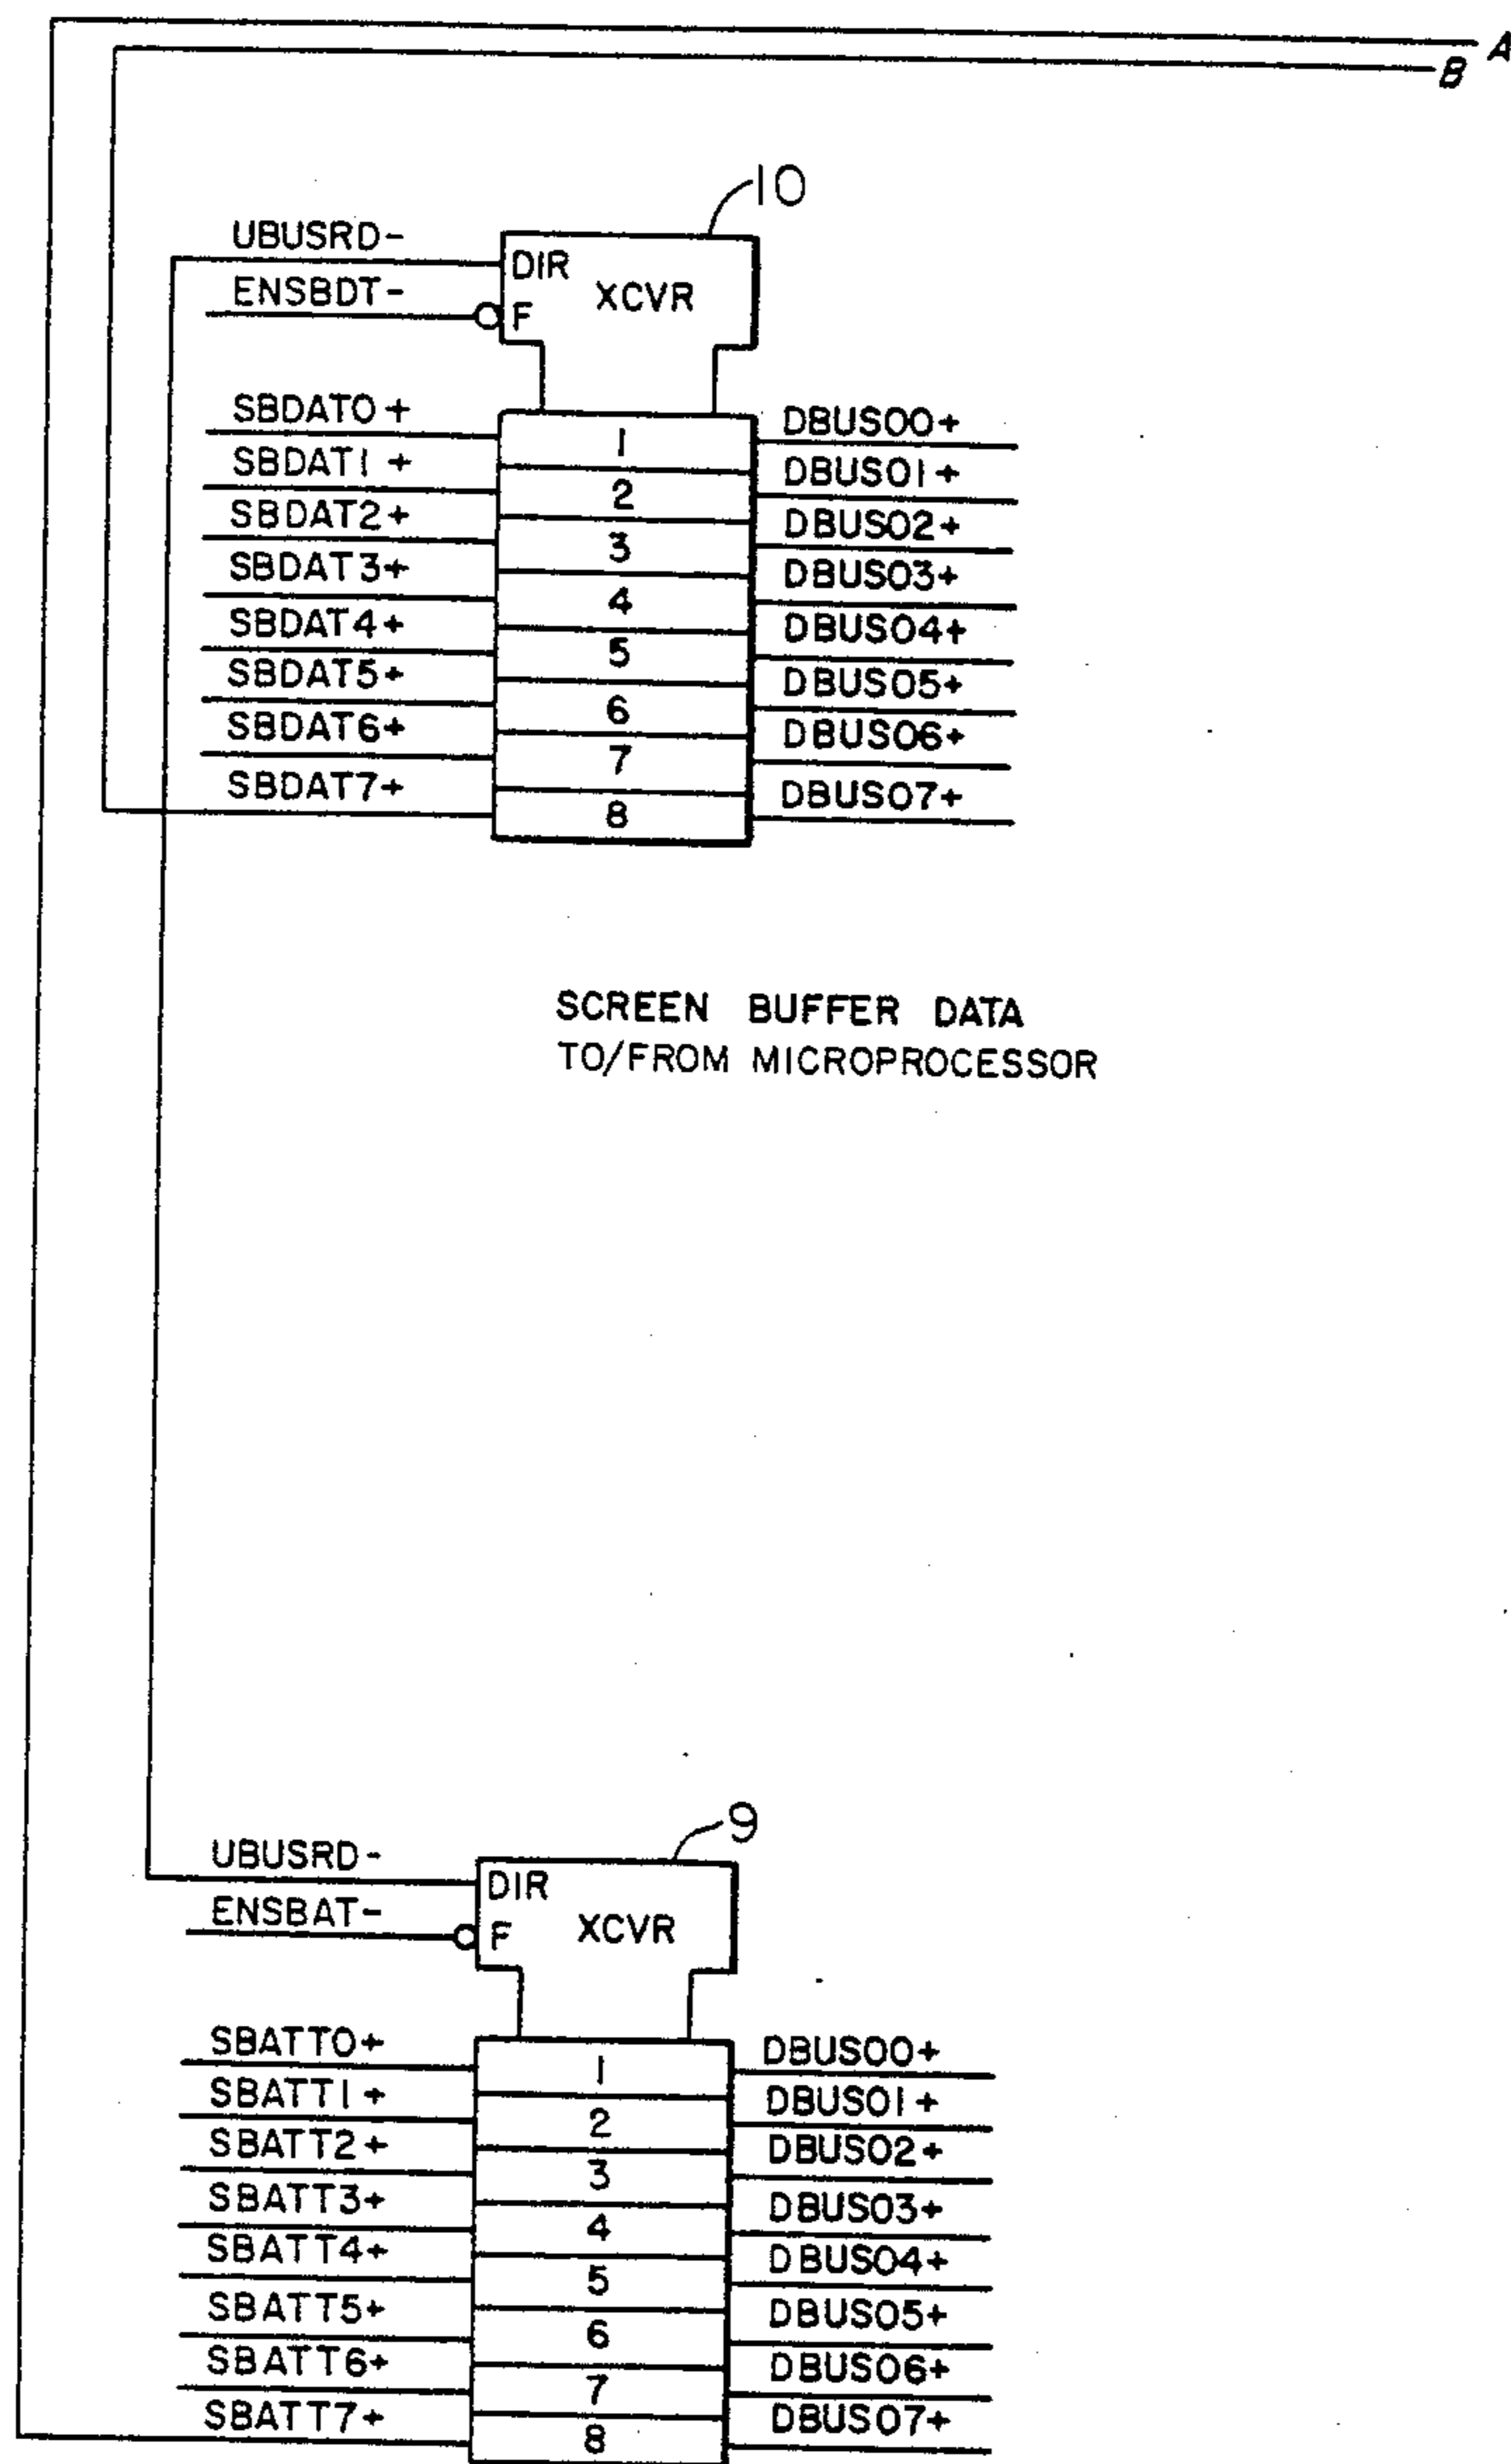 A
B
10
UBUSRD-
DIR
XCVR
ENSBDT-
F
SBDAT0+ 1 DBUS00+
SBDAT1+ 2 DBUS01+
SBDAT2+ 3 DBUS02+
SBDAT3+ 4 DBUS03+
SBDAT4+ 5 DBUS04+
SBDAT5+ 6 DBUS05+
SBDAT6+ 7 DBUS06+
SBDAT7+ 8 DBUS07+
SCREEN BUFFER DATA
TO/FROM MICROPROCESSOR
9
UBUSRD-
DIR
XCVR
ENSBAT-
F
SBATT0+ 1 DBUS00+
SBATT1+ 2 DBUS01+
SBATT2+ 3 DBUS02+
SBATT3+ 4 DBUS03+
SBATT4+ 5 DBUS04+
SBATT5+ 6 DBUS05+
SBATT6+ 7 DBUS06+
SBATT7+ 8 DBUS07+